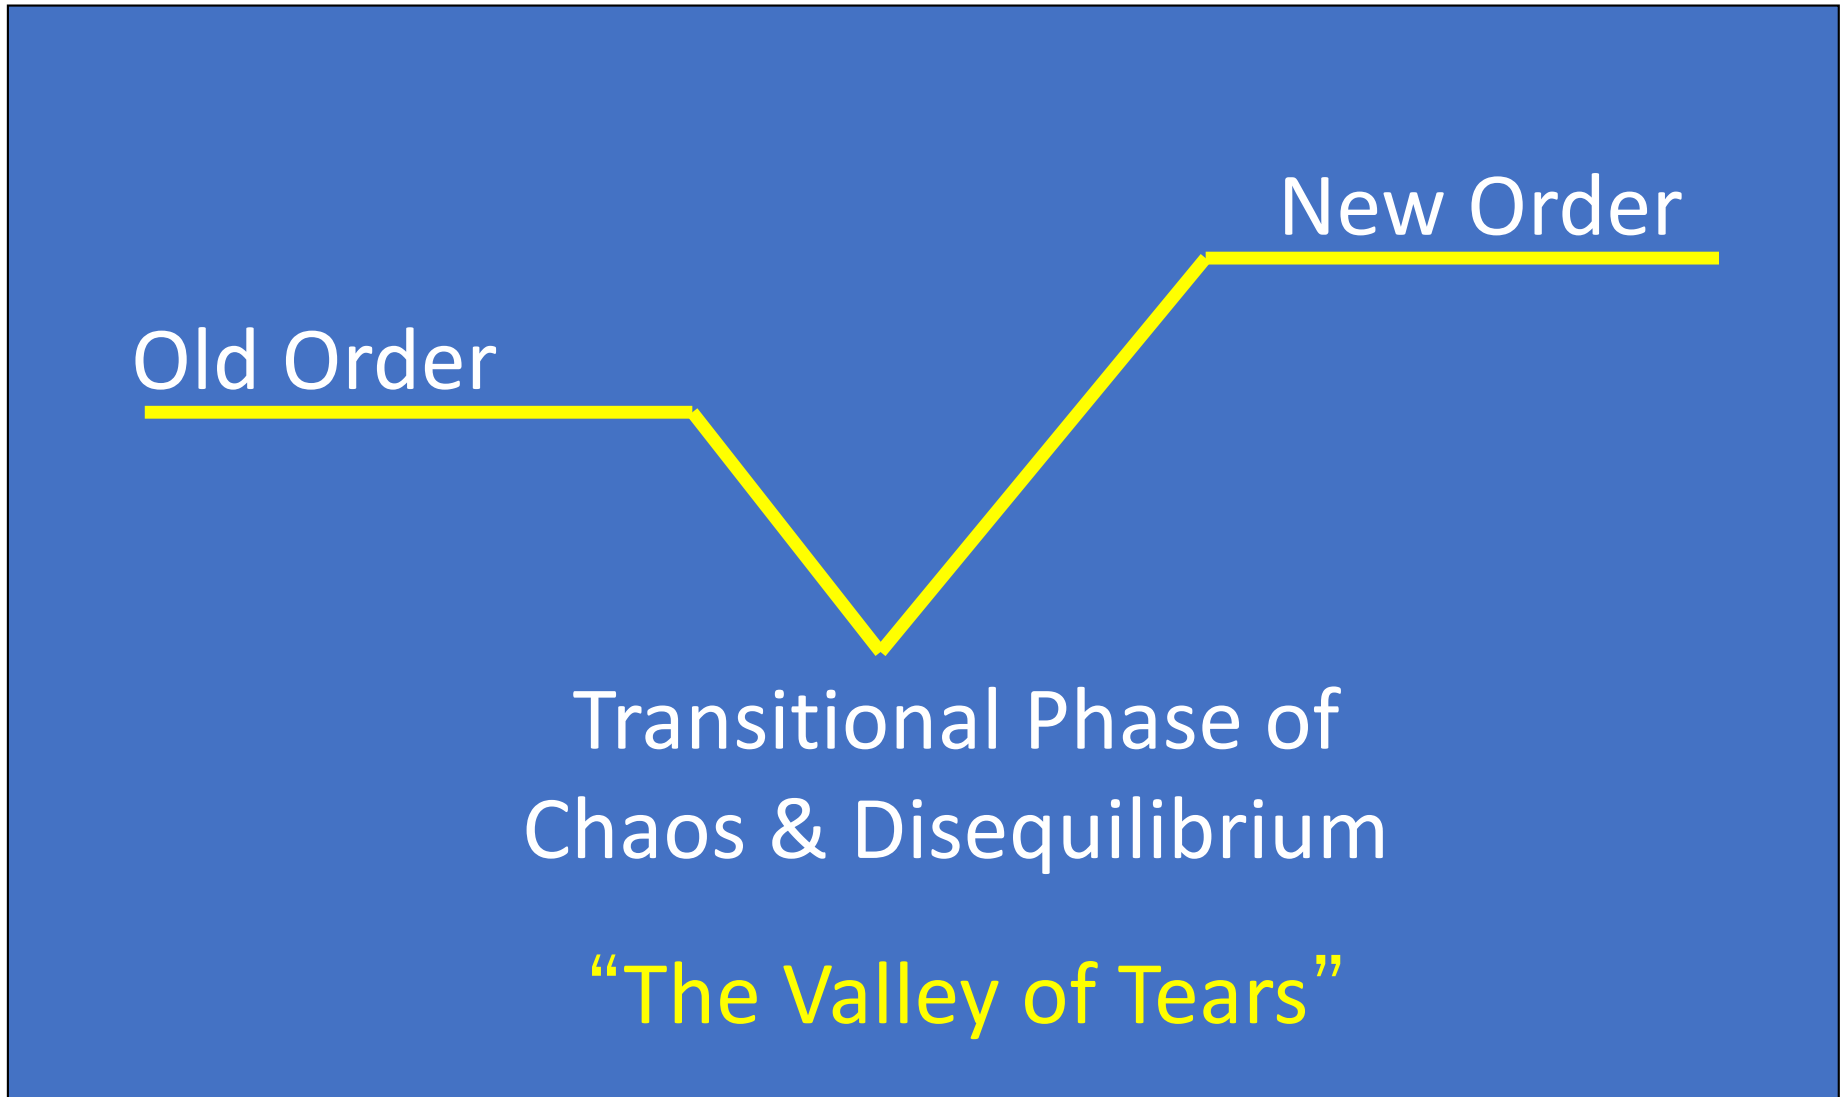 New Order
Old Order
Transitional Phase of
Chaos & Disequilibrium
“The Valley of Tears”